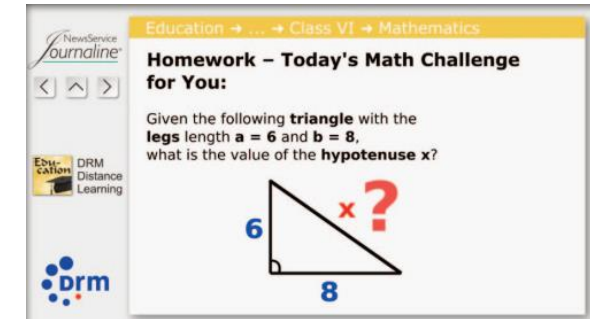 NewsService
Journaline®
Education → ... → Class VI → Mathematics
Homework – Today's Math Challenge
for You:
Given the following triangle with the
legs length a = 6 and b = 8,
what is the value of the hypotenuse x?
Edu-
cation
DRM
Distance
Learning
x ?
6
8
DRM